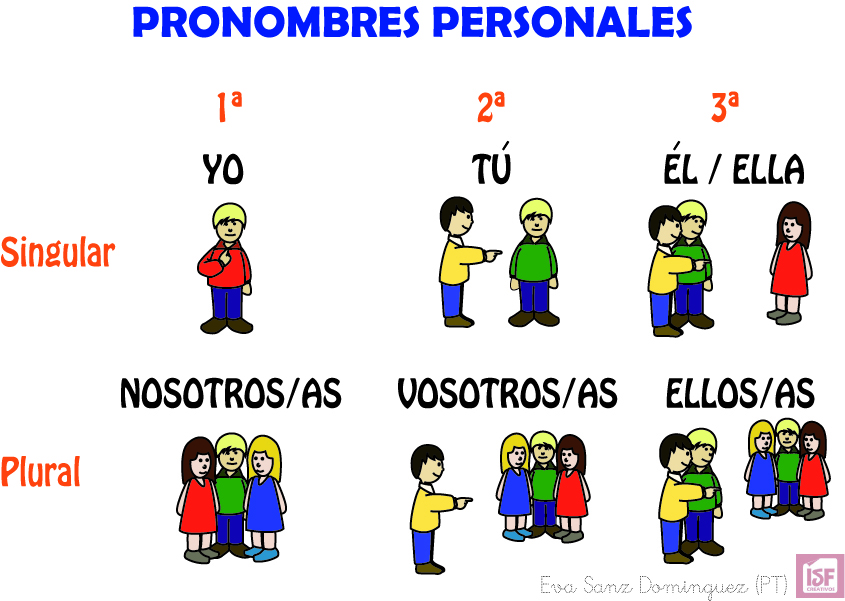 PRONOMBRES PERSONALES
1ª 2ª 3ª
YO TÚ ÉL / ELLA
Singular
NOSOTROS/AS VOSOTROS/AS ELLOS/AS
Plural
Eva Sanz Dominguez (PT)
ISF
CREATIVOS